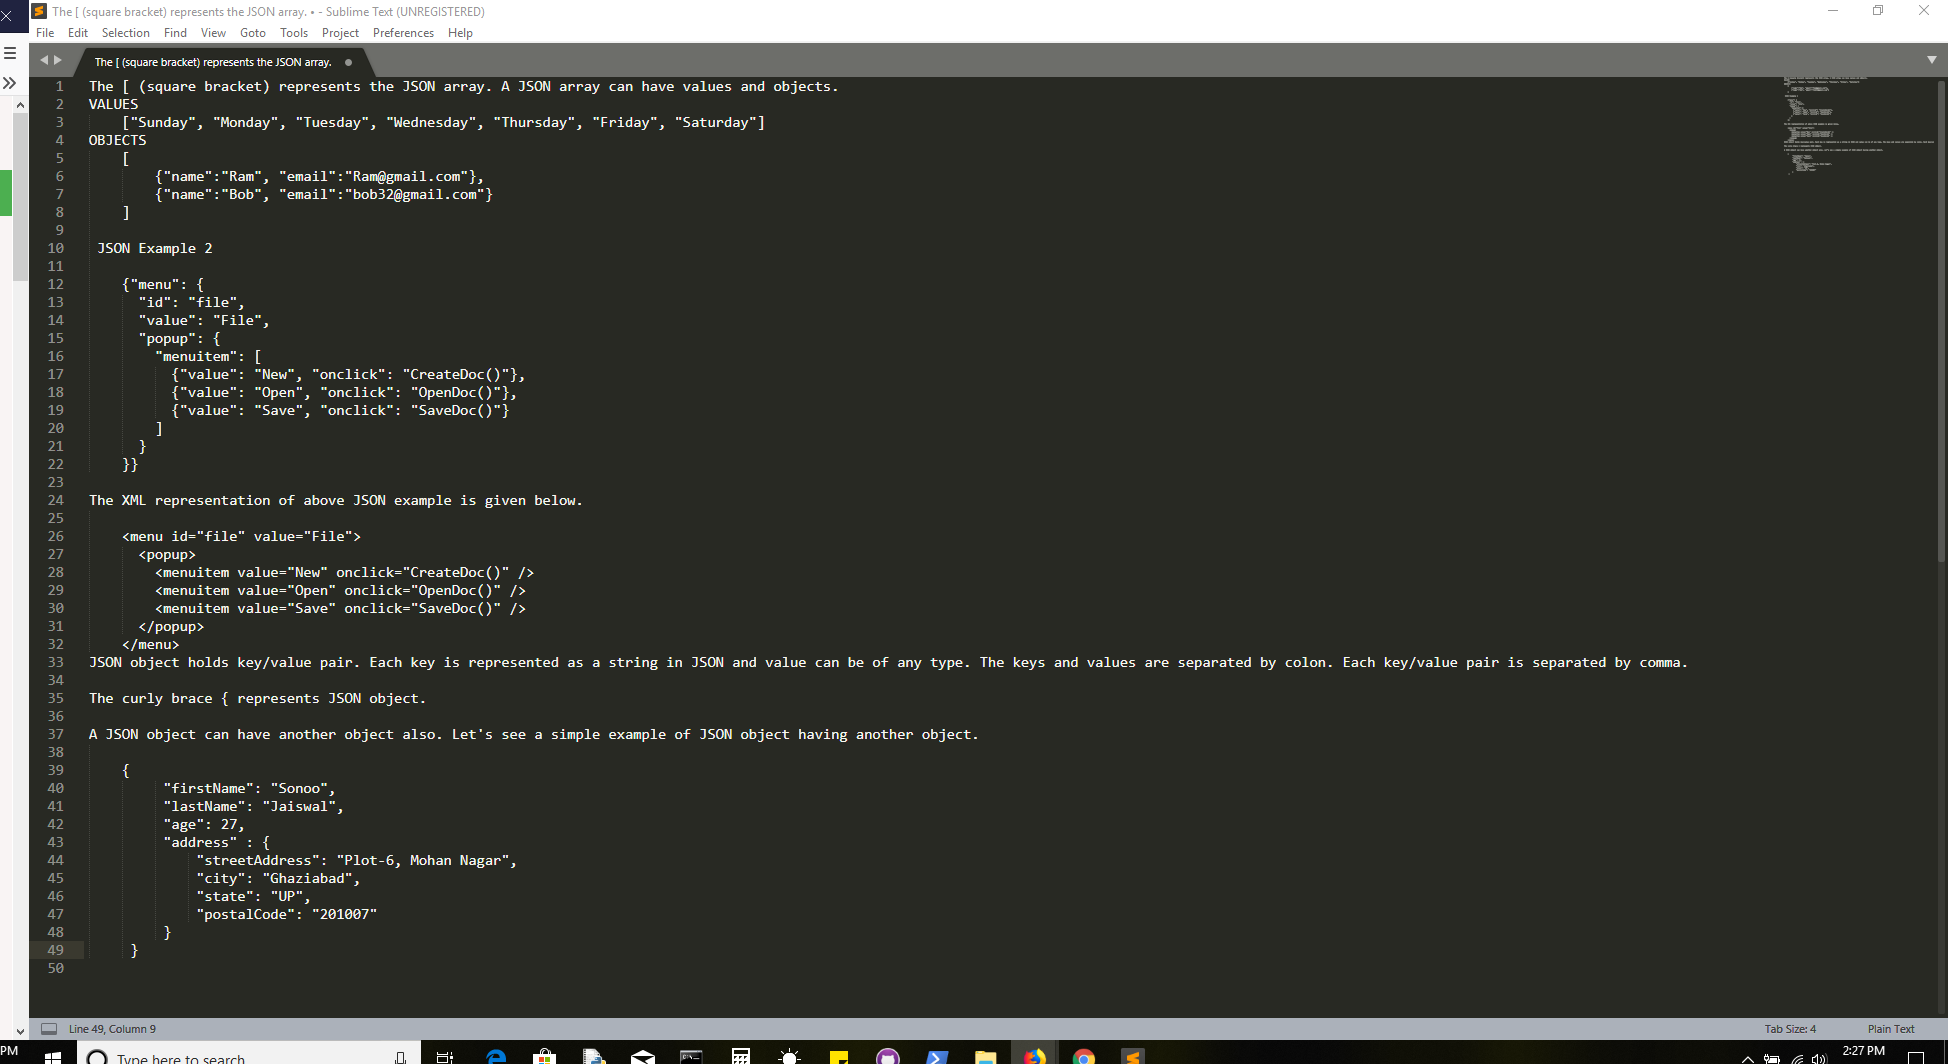 The [ (square bracket) represents the JSON array. • - Sublime Text (UNREGISTERED)
File Edit Selection Find View Goto Tools Project Preferences Help
The [ (square bracket) represents the JSON array.
1 The [ (square bracket) represents the JSON array. A JSON array can have values and objects.
2 VALUES
3     ["Sunday", "Monday", "Tuesday", "Wednesday", "Thursday", "Friday", "Saturday"]
4 OBJECTS
5     [
6         {"name":"Ram", "email":"Ram@gmail.com"},
7         {"name":"Bob", "email":"bob32@gmail.com"}
8     ]
9
10  JSON Example 2
11
12     {"menu": {
13       "id": "file",
14       "value": "File",
15       "popup": {
16         "menuitem": [
17           {"value": "New", "onclick": "CreateDoc()"},
18           {"value": "Open", "onclick": "OpenDoc()"},
19           {"value": "Save", "onclick": "SaveDoc()"}
20         ]
21       }
22     }}
23
24 The XML representation of above JSON example is given below.
25
26     <menu id="file" value="File">
27       <popup>
28         <menuitem value="New" onclick="CreateDoc()" />
29         <menuitem value="Open" onclick="OpenDoc()" />
30         <menuitem value="Save" onclick="SaveDoc()" />
31       </popup>
32     </menu>
33 JSON object holds key/value pair. Each key is represented as a string in JSON and value can be of any type. The keys and values are separated by colon. Each key/value pair is separated by comma.
34
35 The curly brace { represents JSON object.
36
37 A JSON object can have another object also. Let's see a simple example of JSON object having another object.
38
39     {
40          "firstName": "Sonoo",
41          "lastName": "Jaiswal",
42          "age": 27,
43          "address" : {
44              "streetAddress": "Plot-6, Mohan Nagar",
45              "city": "Ghaziabad",
46              "state": "UP",
47              "postalCode": "201007"
48          }
49      }
50
Line 49, Column 9 Tab Size: 4 Plain Text
PM Type here to search 2:27 PM